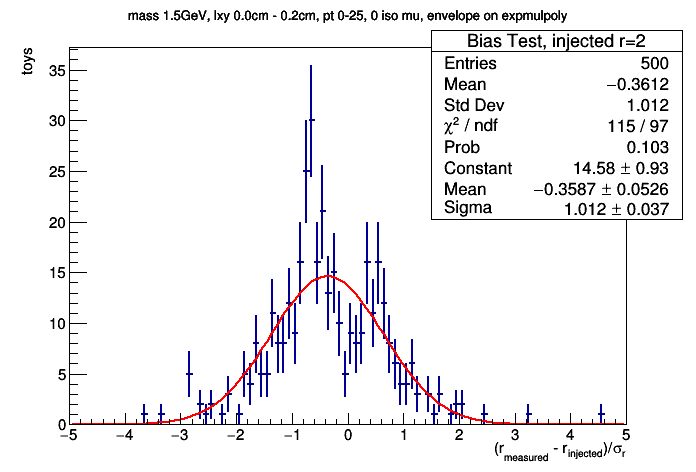 mass 1.5GeV, lxy 0.0cm - 0.2cm, pt 0-25, 0 iso mu, envelope on expmulpoly
toys
Bias Test, injected r=2
Entries 500
Mean −0.3612
Std Dev 1.012
χ² / ndf 115 / 97
Prob 0.103
Constant 14.58 ± 0.93
Mean −0.3587 ± 0.0526
Sigma 1.012 ± 0.037
35
30
25
20
15
10
5
0
−5 −4 −3 −2 −1 0 1 2 3 4 5
(r_measured - r_injected)/σ_r